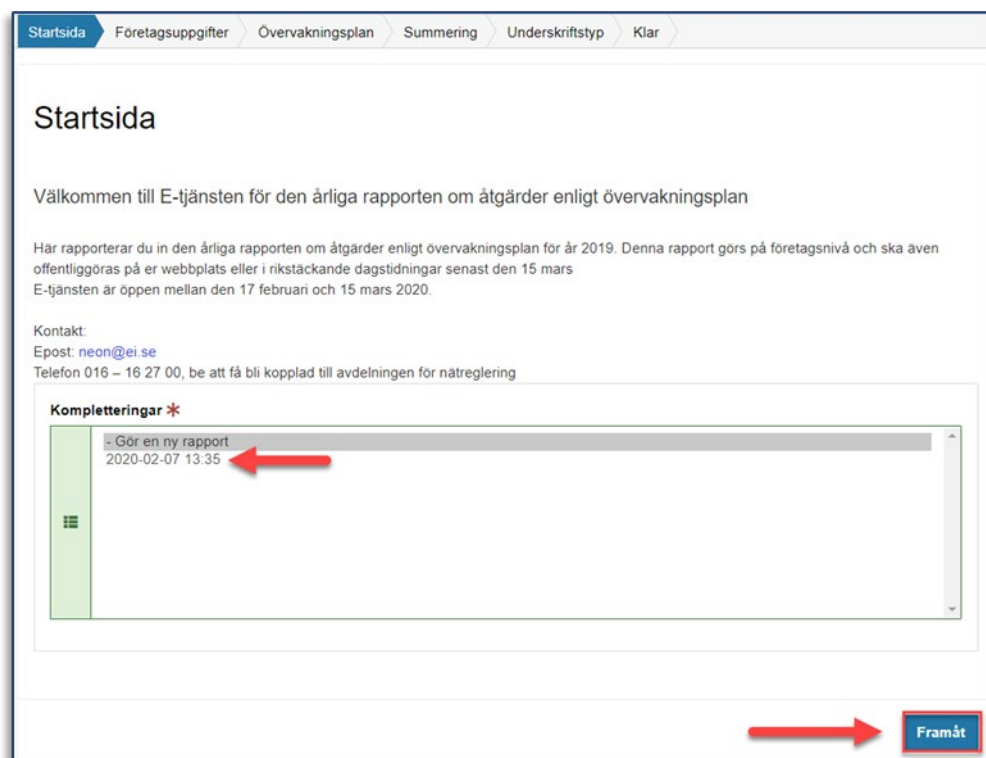 Startsida Företagsuppgifter Övervakningsplan Summering Underskriftstyp Klar
Startsida
Välkommen till E-tjänsten för den årliga rapporten om åtgärder enligt övervakningsplan
Här rapporterar du in den årliga rapporten om åtgärder enligt övervakningsplan för år 2019. Denna rapport görs på företagsnivå och ska även
offentliggöras på er webbplats eller i rikstäckande dagstidningar senast den 15 mars
E-tjänsten är öppen mellan den 17 februari och 15 mars 2020.
Kontakt:
Epost: neon@ei.se
Telefon 016 – 16 27 00, be att få bli kopplad till avdelningen för nätreglering
Kompletteringar *
- Gör en ny rapport
2020-02-07 13:35
Framåt